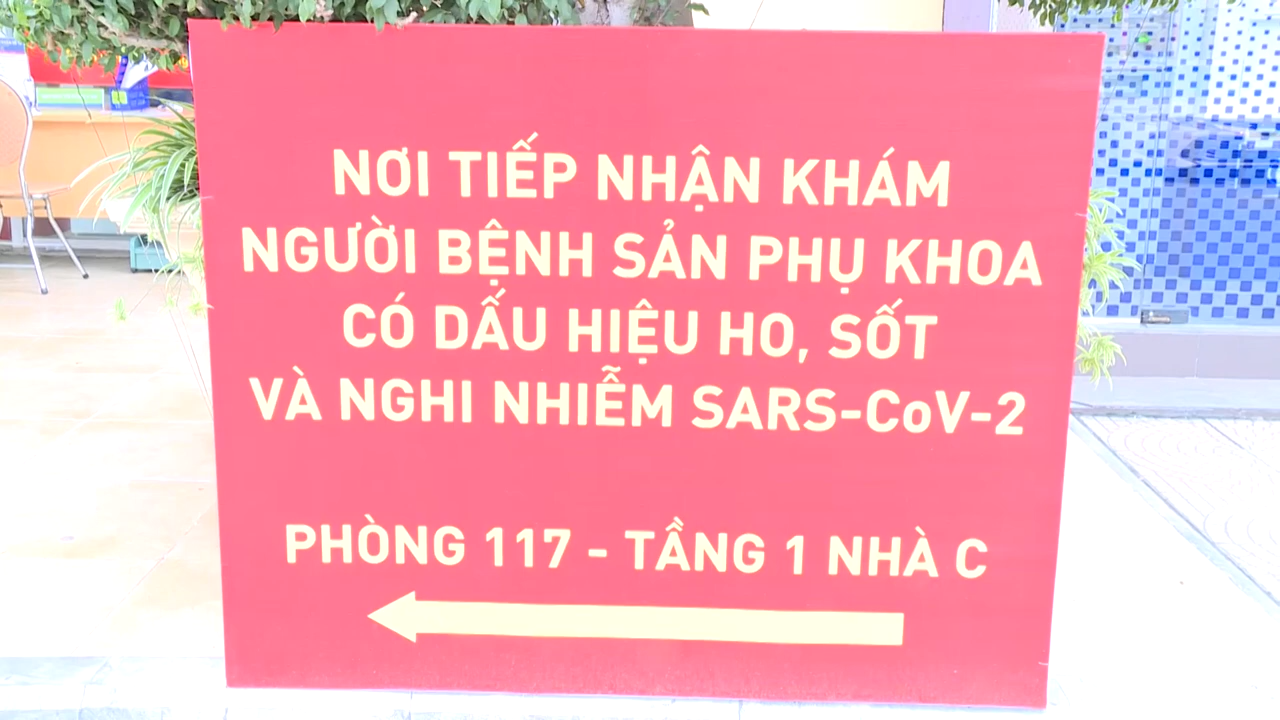 NƠI TIẾP NHẬN KHÁM
NGƯỜI BỆNH SẢN PHỤ KHOA
CÓ DẤU HIỆU HO, SỐT
VÀ NGHI NHIỄM SARS-CoV-2
PHÒNG 117 - TẦNG 1 NHÀ C